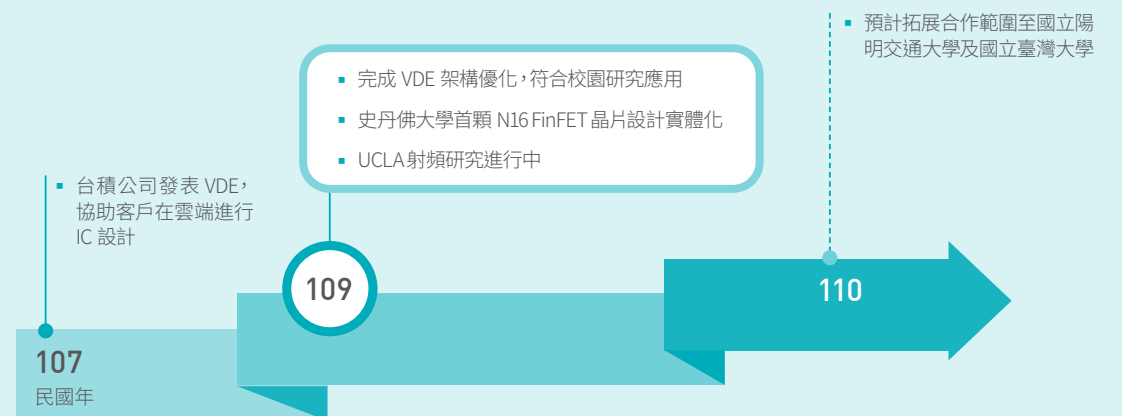 ▪ 台積公司發表 VDE，
協助客戶在雲端進行
IC 設計
107
民國年
▪ 完成 VDE 架構優化，符合校園研究應用
▪ 史丹佛大學首顆 N16 FinFET 晶片設計實體化
▪ UCLA 射頻研究進行中
109
▪ 預計拓展合作範圍至國立陽
明交通大學及國立臺灣大學
110